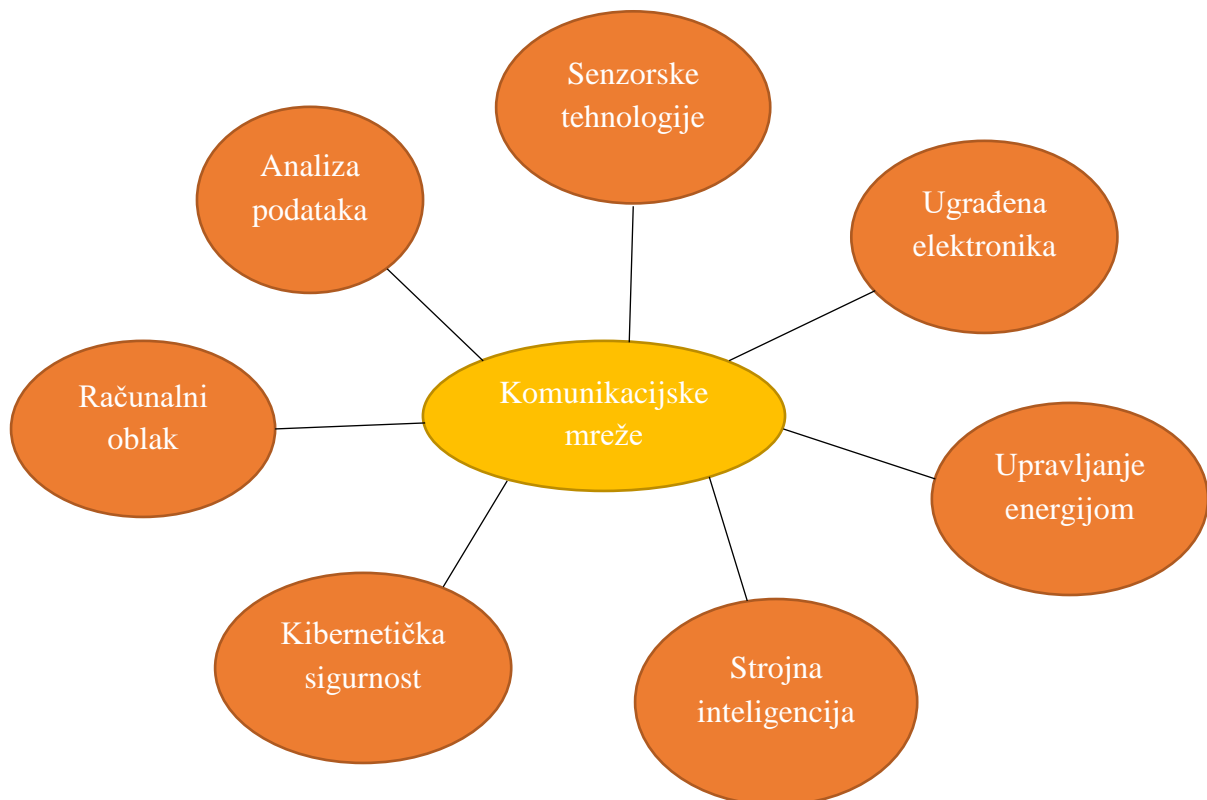 Senzorske
tehnologije
Analiza
podataka
Ugrađena
elektronika
Računalni
oblak
Komunikacijske
mreže
Upravljanje
energijom
Kibernetička
sigurnost
Strojna
inteligencija